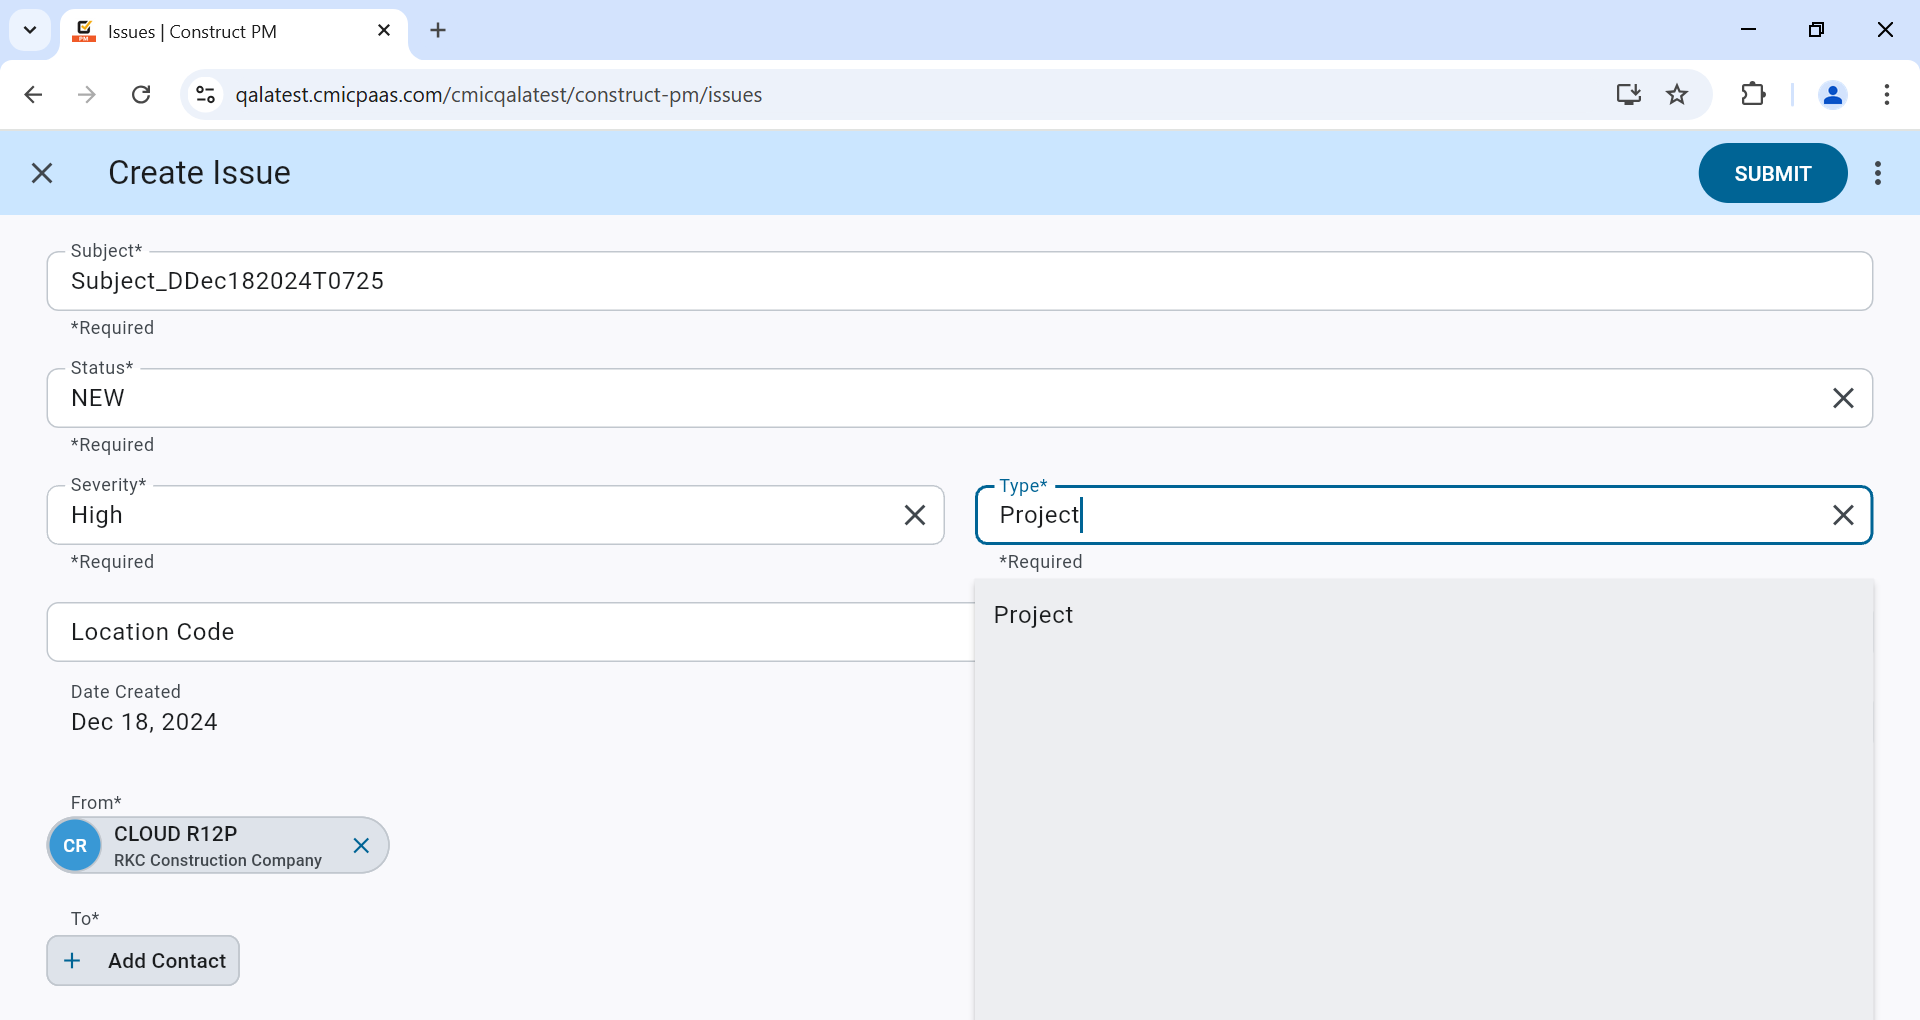 Issues | Construct PM
qalatest.cmicpaas.com/cmicqalatest/construct-pm/issues
Create Issue
SUBMIT
Subject*
Subject_DDec182024T0725
*Required
Status*
NEW
*Required
Severity*
High
*Required
Type*
Project
*Required
Project
Location Code
Date Created
Dec 18, 2024
From*
CR
CLOUD R12P
RKC Construction Company
To*
Add Contact